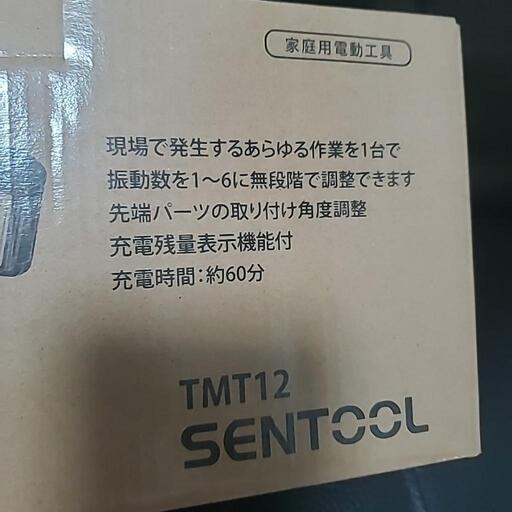 家庭用電動工具
現場で発生するあらゆる作業を1台で
振動数を1～6に無段階で調整できます
先端パーツの取り付け角度調整
充電残量表示機能付
充電時間：約60分
TMT12
SENTOOL